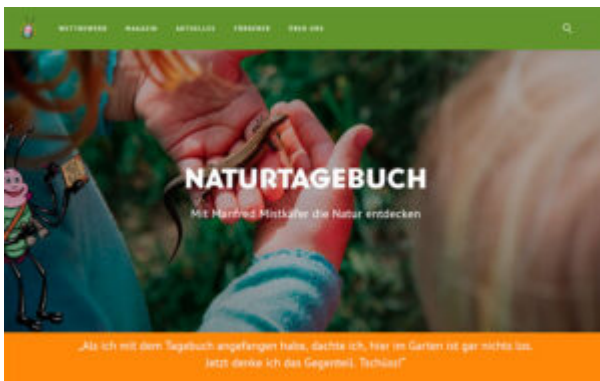 WETTBEWERB MAGAZIN AKTUELLES FÖRDERER ÜBER UNS
NATURTAGEBUCH
Mit Manfred Mistkäfer die Natur entdecken
„Als ich mit dem Tagebuch angefangen habe, dachte ich, hier im Garten ist gar nichts los.
Jetzt denke ich das Gegenteil. Tschüss!“